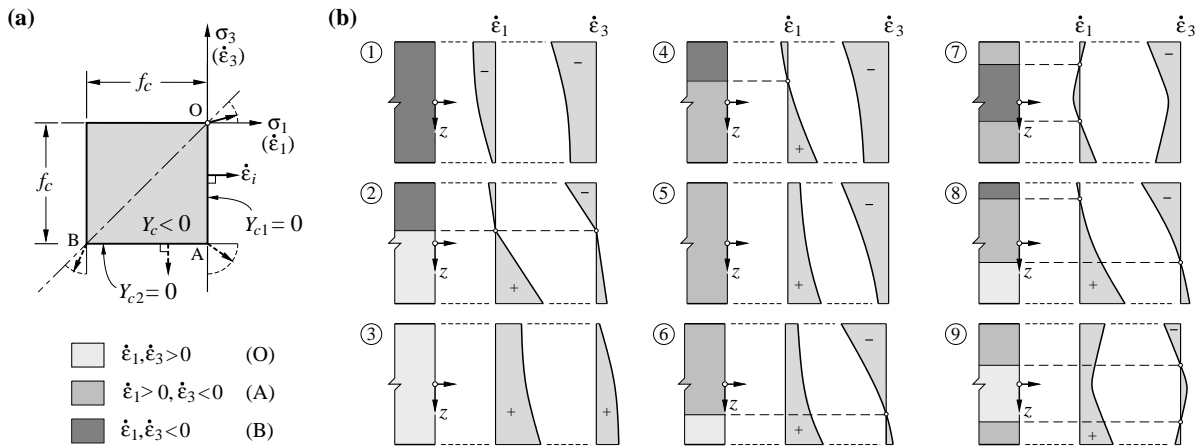 (a)
σ₃
(ε̇₃)
f_c
O
σ₁
(ε̇₁)
f_c
ε̇ᵢ
Y_c<0
Y_c1=0
B
A
Y_c2=0
ε̇₁,ε̇₃>0 (O)
ε̇₁>0,ε̇₃<0 (A)
ε̇₁,ε̇₃<0 (B)
(b)
ε̇₁ ε̇₃
① − − z
② − + z
③ + + z
ε̇₁ ε̇₃
④ − + z
⑤ − + z
⑥ − + z
ε̇₁ ε̇₃
⑦ − z
⑧ − + z
⑨ − + z